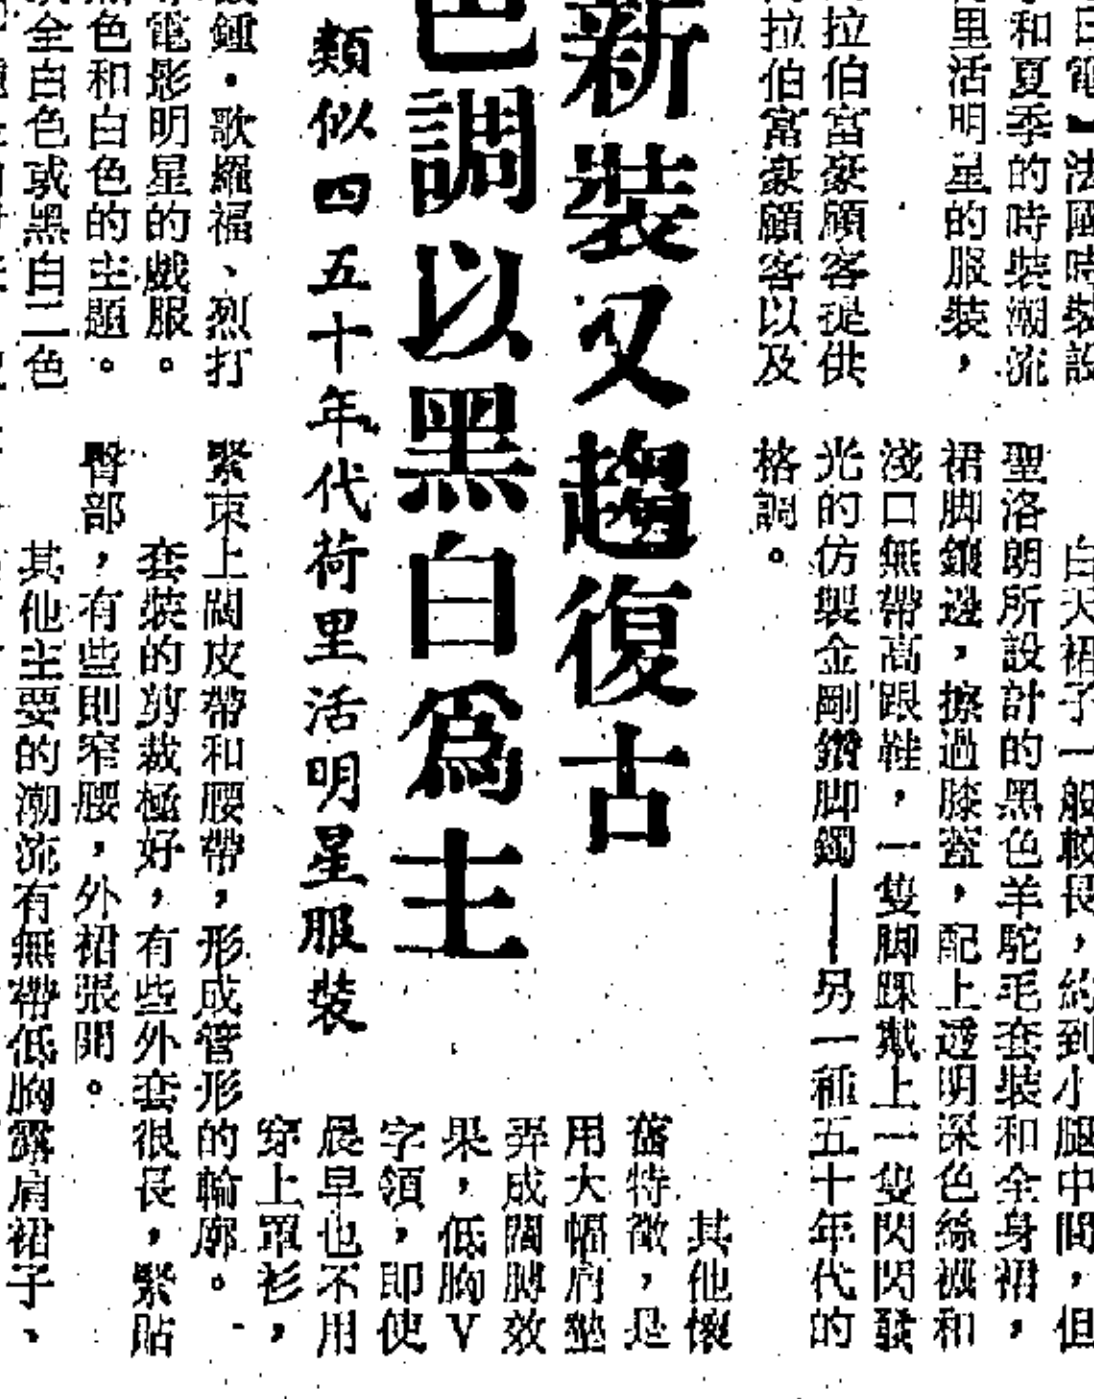 新裝又趨復古
色調以黑白爲主
類似四五十年代荷里活明星服裝
日電】法國時裝設
和夏季的時裝潮流
里活明星的服裝，
拉伯富豪顧客提供
拉伯富豪顧客以及
鍾・歌羅福、烈打
電影明星的戲服。
色和白色的主題。
全白色或黑白二色
白天裙子一般較長，約到小腿中間，但
聖洛朗所設計的黑色羊駝毛套裝和全身裙，
裙脚鑲邊，擦過膝蓋，配上透明深色絲襪和
淺口無帶高跟鞋，一隻脚踝戴上一隻閃閃發
光的仿製金剛鑽脚鐲——另一種五十年代的
格調。
其他懷
舊特徵，是
用大幅肩墊
弄成闊膊效
果，低胸V
字領，即使
晨早也不用
穿上罩衫，
緊束上闊皮帶和腰帶，形成管形的輪廓。
套裝的剪裁極好，有些外套很長，緊貼
臀部，有些則窄腰，外裙張開。
其他主要的潮流有無帶低胸露肩裙子、